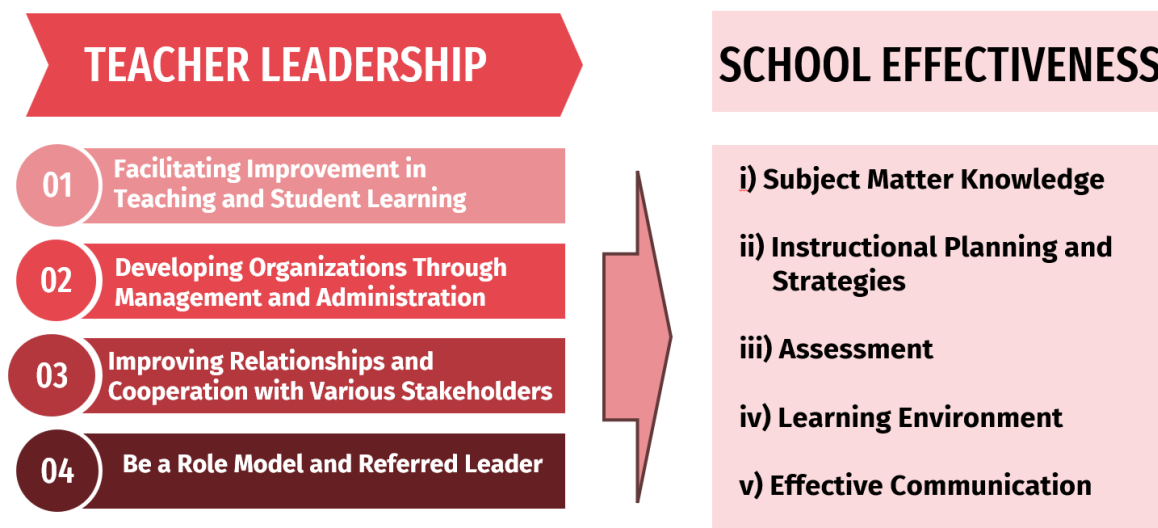 TEACHER LEADERSHIP
01
Facilitating Improvement in
Teaching and Student Learning
02
Developing Organizations Through
Management and Administration
03
Improving Relationships and
Cooperation with Various Stakeholders
04
Be a Role Model and Referred Leader
SCHOOL EFFECTIVENESS
i) Subject Matter Knowledge
ii) Instructional Planning and
Strategies
iii) Assessment
iv) Learning Environment
v) Effective Communication